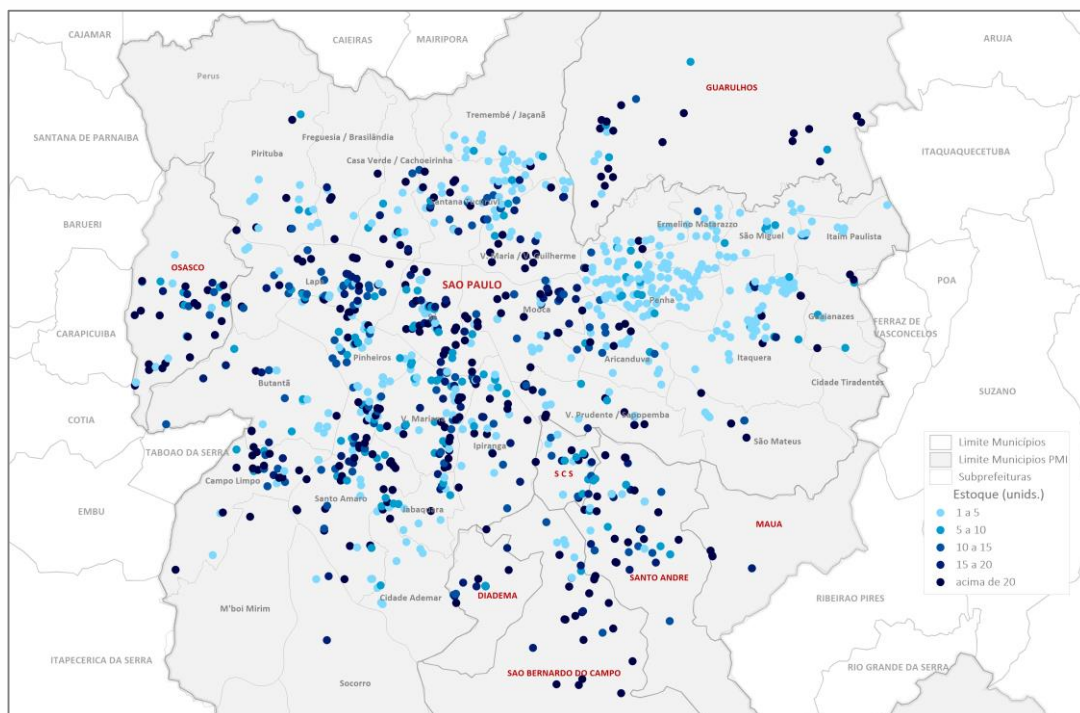 CAJAMAR
CAIEIRAS
MAIRIPORA
ARUJA
Perus
GUARULHOS
Tremembé / Jaçanã
SANTANA DE PARNAIBA
Freguesia / Brasilândia
Pirituba
Casa Verde / Cachoeirinha
ITAQUAQUECETUBA
Santana Tucuruvi
BARUERI
Ermelino Matarazzo
São Miguel
Itaim Paulista
V. Maria / V. Guilherme
OSASCO
Lapa
SAO PAULO
POA
Penha
Mooca
Guaianazes
CARAPICUIBA
FERRAZ DE
VASCONCELOS
Pinheiros
Aricanduva
Itaquera
Butantã
Cidade Tiradentes
SUZANO
COTIA
V. Mariana
V. Prudente / Sapopemba
TABOAO DA SERRA
Ipiranga
São Mateus
Limite Municípios
Limite Municipios PMI
Subprefeituras
Estoque (unids.)
1 a 5
5 a 10
10 a 15
15 a 20
acima de 20
Campo Limpo
S C S
Santo Amaro
EMBU
Jabaquara
MAUA
SANTO ANDRE
DIADEMA
Cidade Ademar
M'boi Mirim
RIBEIRAO PIRES
ITAPECERICA DA SERRA
SAO BERNARDO DO CAMPO
RIO GRANDE DA SERRA
Socorro